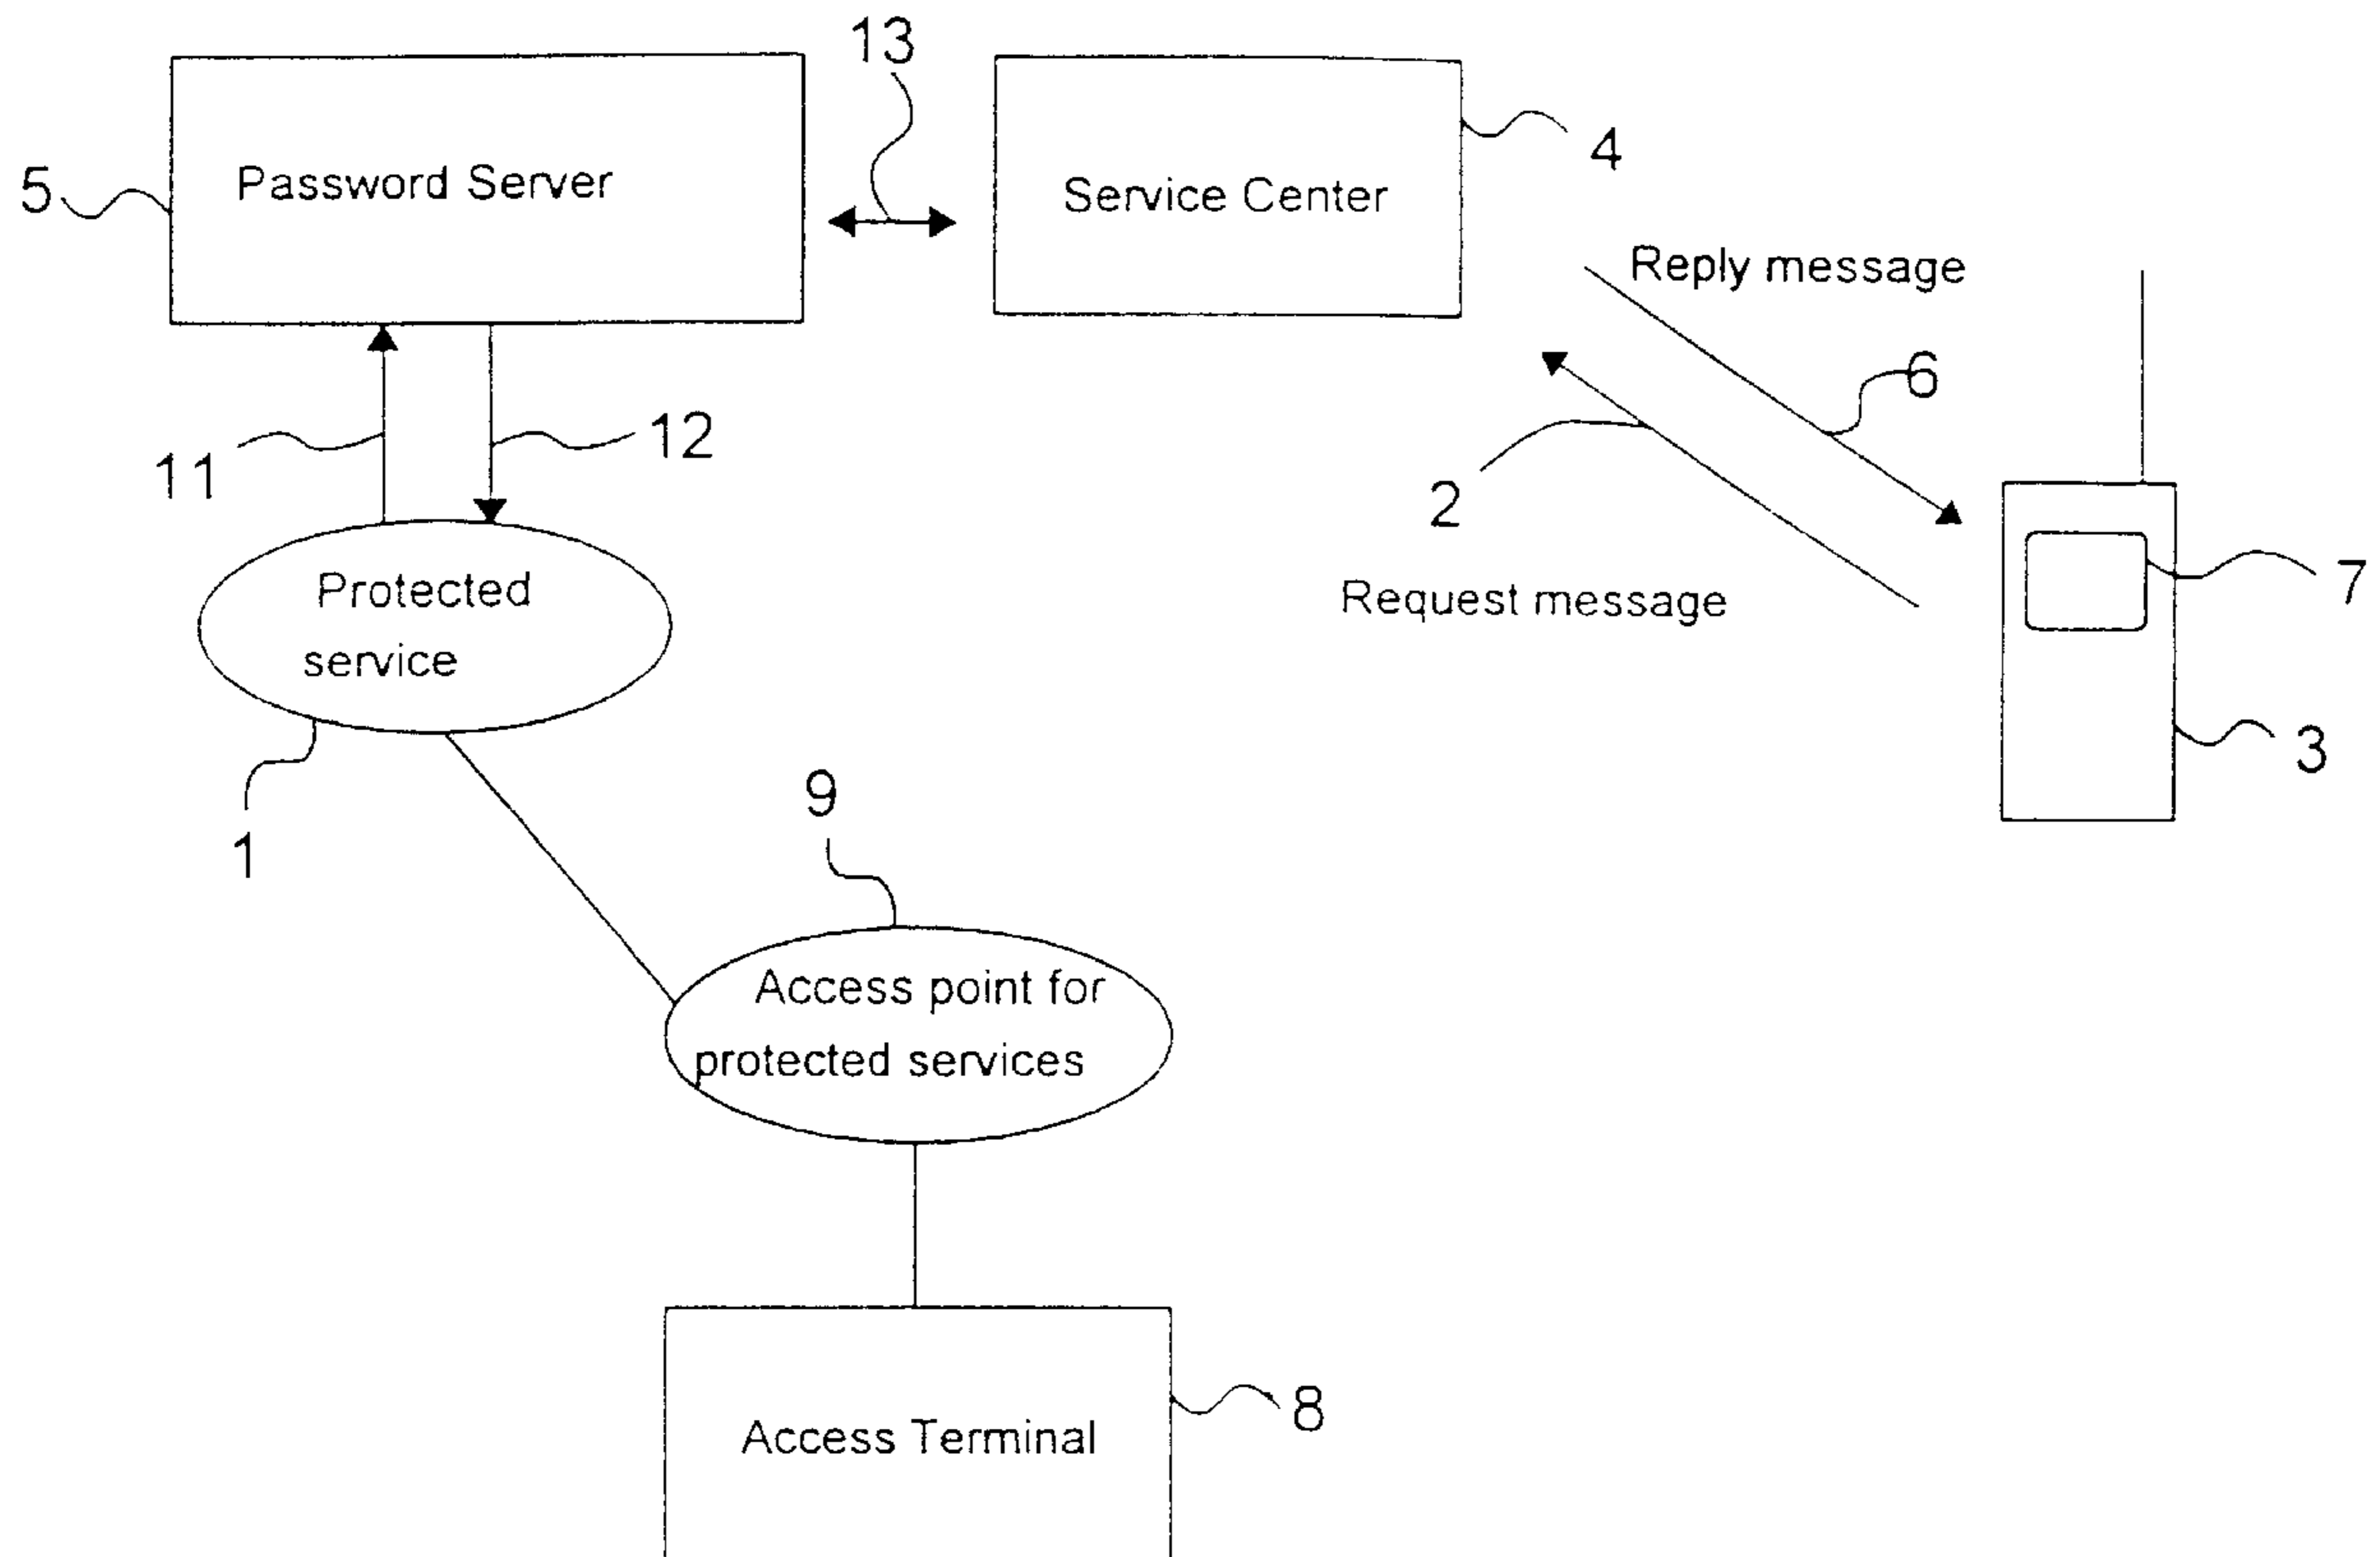 13
Password Server
Service Center
4
5
Reply message
6
11
12
2
Request message
7
Protected
service
3
1
9
Access point for
protected services
Access Terminal
8